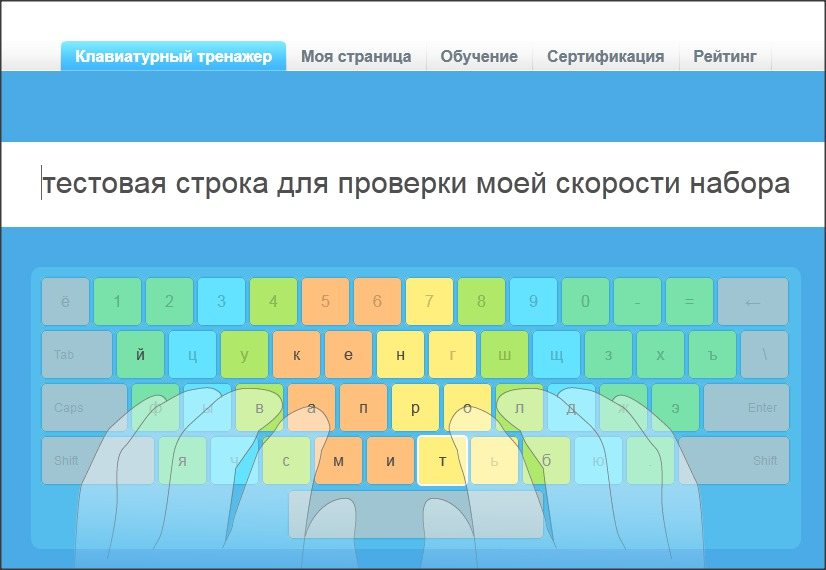 Клавиатурный тренажер Моя страница Обучение Сертификация Рейтинг
тестовая строка для проверки моей скорости набора
ё 1 2 3 4 5 6 7 8 9 0 - = ←
Tab й ц у к е н г ш щ з х ъ \
Caps ф ы в а п р о л д ж э Enter
Shift я ч с м и т ь б ю . Shift